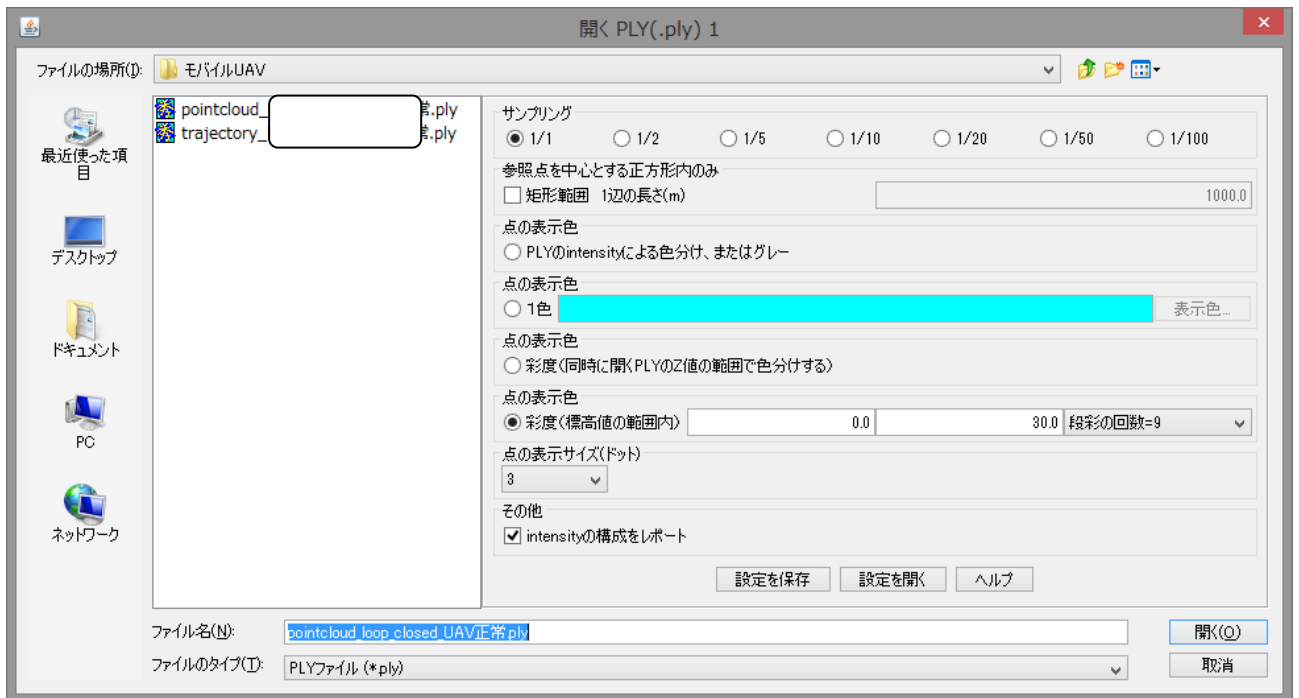 開く PLY(.ply) 1
ファイルの場所(I):
モバイルUAV
最近使った項目
デスクトップ
ドキュメント
PC
ネットワーク
pointcloud_ 常.ply
trajectory_ 常.ply
サンプリング
1/1 1/2 1/5 1/10 1/20 1/50 1/100
参照点を中心とする正方形内のみ
矩形範囲 1辺の長さ(m) 1000.0
点の表示色
PLYのintensityによる色分け、またはグレー
点の表示色
1色 表示色...
点の表示色
彩度(同時に開くPLYのZ値の範囲で色分けする)
点の表示色
彩度(標高値の範囲内) 0.0 30.0 段彩の回数=9
点の表示サイズ(ドット)
3
その他
intensityの構成をレポート
設定を保存 設定を開く ヘルプ
ファイル名(N): pointcloud_loop_closed_UAV正常.ply 開く(O)
ファイルのタイプ(T): PLYファイル (*.ply) 取消